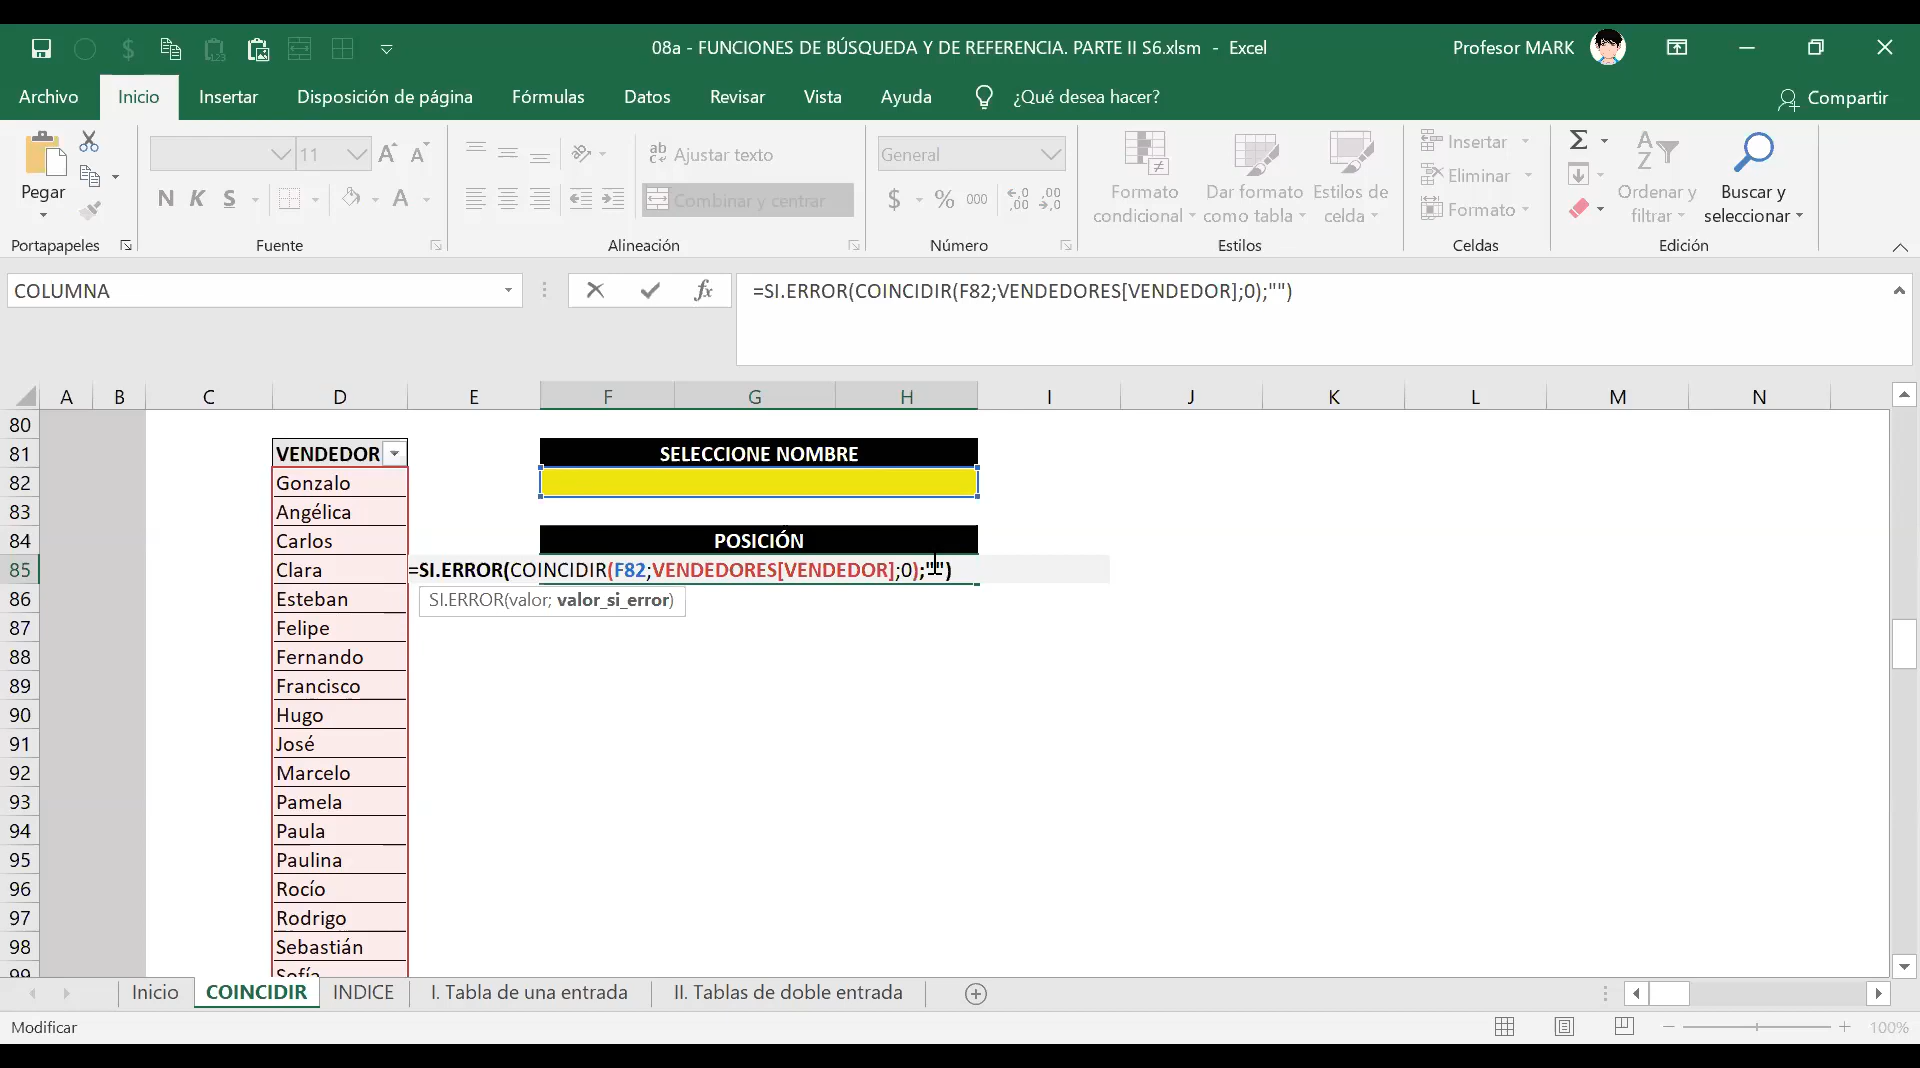 08a - FUNCIONES DE BÚSQUEDA Y DE REFERENCIA. PARTE II S6.xlsm - Excel
Profesor MARK
Archivo Inicio Insertar Disposición de página Fórmulas Datos Revisar Vista Ayuda ¿Qué desea hacer? Compartir
Pegar
Portapapeles
11
N K S
Fuente
Ajustar texto
Combinar y centrar
Alineación
General
$ % 000
Número
Formato condicional
Dar formato como tabla
Estilos de celda
Estilos
Insertar
Eliminar
Formato
Celdas
Ordenar y filtrar
Buscar y seleccionar
Edición
COLUMNA
fx
=SI.ERROR(COINCIDIR(F82;VENDEDORES[VENDEDOR];0);"")
A B C D E F G H I J K L M N
80
81 VENDEDOR SELECCIONE NOMBRE
82 Gonzalo
83 Angélica
84 Carlos POSICIÓN
85 Clara =SI.ERROR(COINCIDIR(F82;VENDEDORES[VENDEDOR];0);"")
86 Esteban SI.ERROR(valor; valor_si_error)
87 Felipe
88 Fernando
89 Francisco
90 Hugo
91 José
92 Marcelo
93 Pamela
94 Paula
95 Paulina
96 Rocío
97 Rodrigo
98 Sebastián
99 Sofía
Inicio COINCIDIR INDICE I. Tabla de una entrada II. Tablas de doble entrada
Modificar
100%